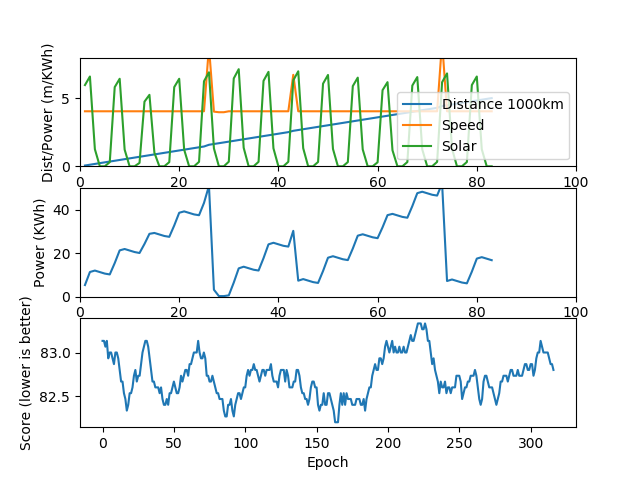 Dist/Power (m/KWh)
5
0
Distance 1000km
Speed
Solar
0 20 40 60 80 100
Power (KWh)
40
20
0
0 20 40 60 80 100
Score (lower is better)
83.0
82.5
0 50 100 150 200 250 300
Epoch